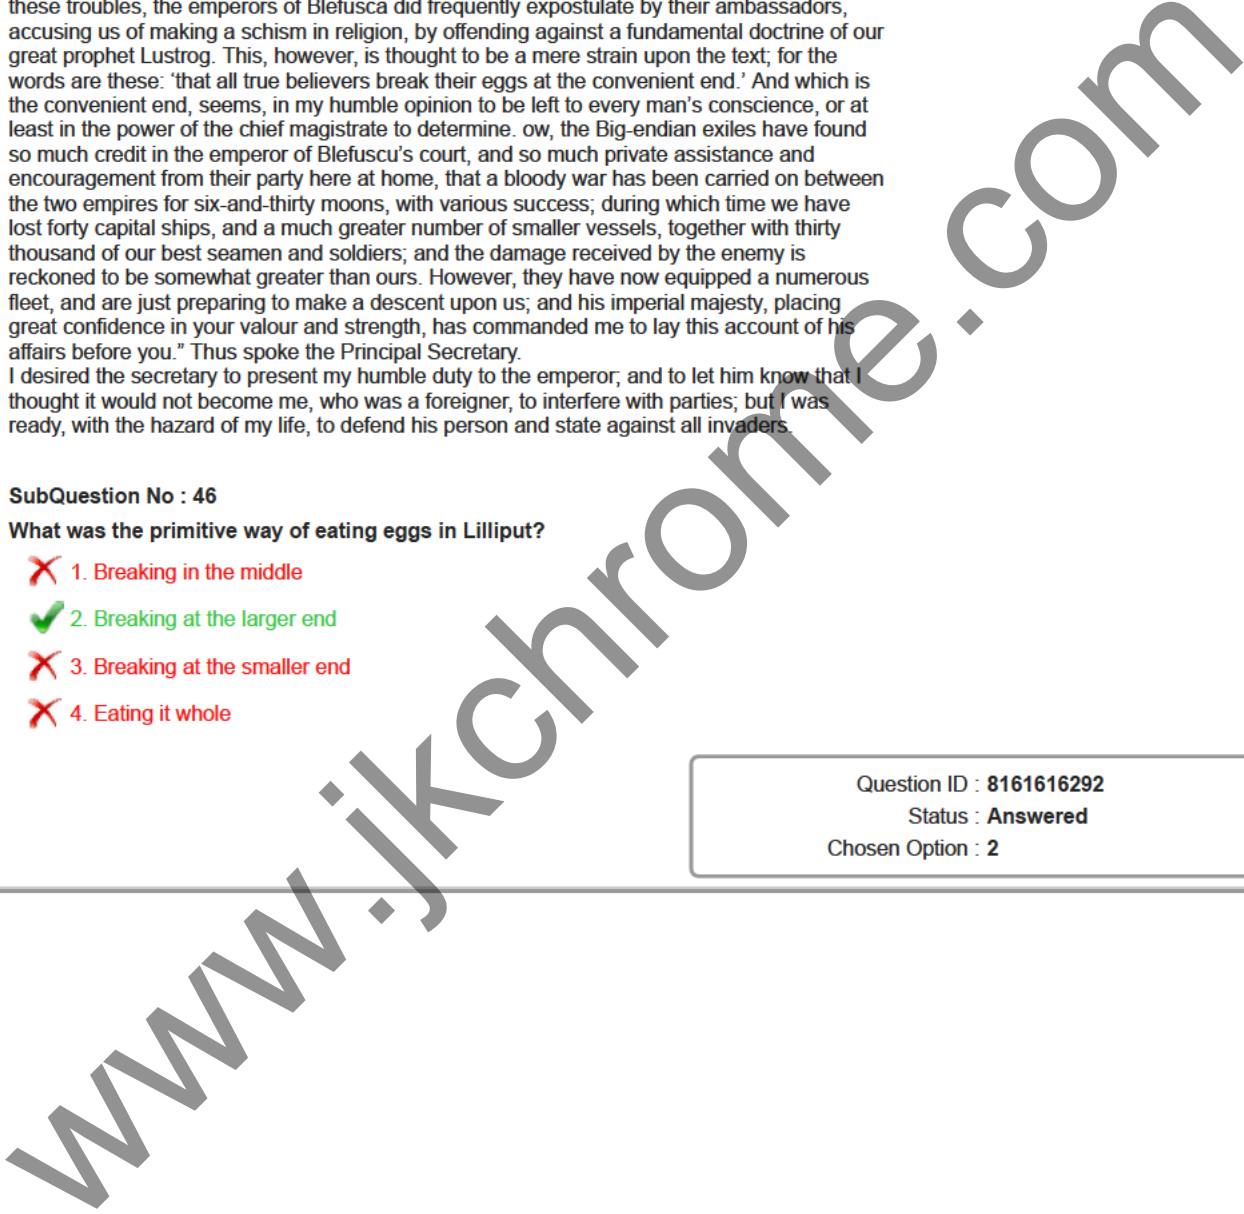 these troubles, the emperors of Blefusca did frequently expostulate by their ambassadors,
accusing us of making a schism in religion, by offending against a fundamental doctrine of our
great prophet Lustrog. This, however, is thought to be a mere strain upon the text; for the
words are these: ‘that all true believers break their eggs at the convenient end.’ And which is
the convenient end, seems, in my humble opinion to be left to every man’s conscience, or at
least in the power of the chief magistrate to determine. ow, the Big-endian exiles have found
so much credit in the emperor of Blefuscu’s court, and so much private assistance and
encouragement from their party here at home, that a bloody war has been carried on between
the two empires for six-and-thirty moons, with various success; during which time we have
lost forty capital ships, and a much greater number of smaller vessels, together with thirty
thousand of our best seamen and soldiers; and the damage received by the enemy is
reckoned to be somewhat greater than ours. However, they have now equipped a numerous
fleet, and are just preparing to make a descent upon us; and his imperial majesty, placing
great confidence in your valour and strength, has commanded me to lay this account of his
affairs before you.” Thus spoke the Principal Secretary.
I desired the secretary to present my humble duty to the emperor; and to let him know that I
thought it would not become me, who was a foreigner, to interfere with parties; but I was
ready, with the hazard of my life, to defend his person and state against all invaders.
SubQuestion No : 46
What was the primitive way of eating eggs in Lilliput?
1. Breaking in the middle
2. Breaking at the larger end
3. Breaking at the smaller end
4. Eating it whole
Question ID : 8161616292
Status : Answered
Chosen Option : 2
www.jkchrome.com